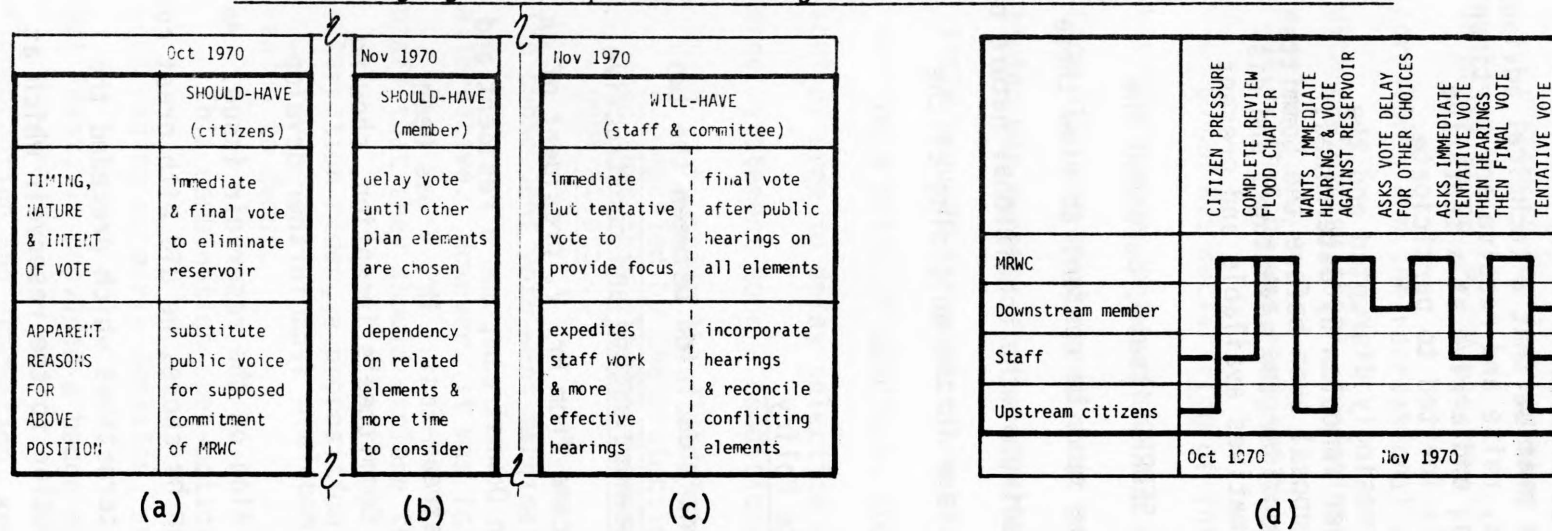 Oct 1970
SHOULD-HAVE
(citizens)
TIMING,
NATURE
& INTENT
OF VOTE
immediate
& final vote
to eliminate
reservoir
APPARENT
REASONS
FOR
ABOVE
POSITION
substitute
public voice
for supposed
commitment
of MRWC
(a)
Nov 1970
SHOULD-HAVE
(member)
delay vote
until other
plan elements
are chosen
dependency
on related
elements &
more time
to consider
(b)
Nov 1970
WILL-HAVE
(staff & committee)
immediate
but tentative
vote to
provide focus
final vote
after public
hearings on
all elements
expedites
staff work
& more
effective
hearings
incorporate
hearings
& reconcile
conflicting
elements
(c)
CITIZEN PRESSURE
COMPLETE REVIEW
FLOOD CHAPTER
WANTS IMMEDIATE
HEARING & VOTE
AGAINST RESERVOIR
ASKS VOTE DELAY
FOR OTHER CHOICES
ASKS IMMEDIATE
TENTATIVE VOTE
THEN HEARINGS
THEN FINAL VOTE
TENTATIVE VOTE
MRWC
Downstream member
Staff
Upstream citizens
Oct 1970
Nov 1970
(d)